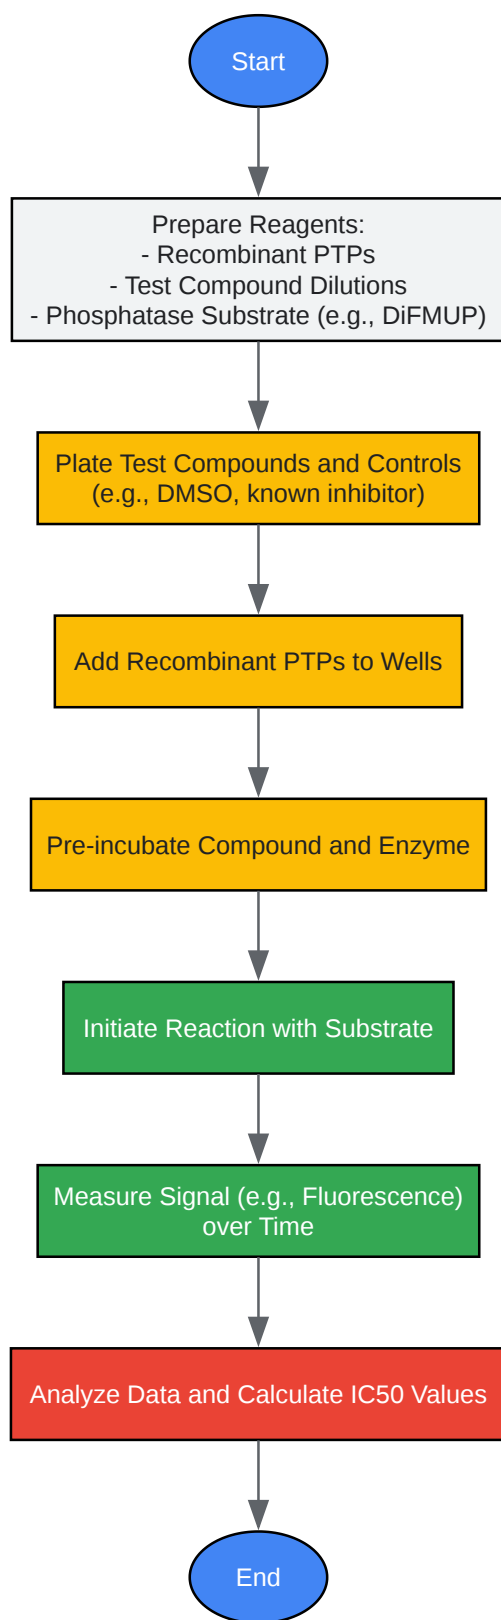 Start
Prepare Reagents:
- Recombinant PTPs
- Test Compound Dilutions
- Phosphatase Substrate (e.g., DiFMUP)
Plate Test Compounds and Controls
(e.g., DMSO, known inhibitor)
Add Recombinant PTPs to Wells
Pre-incubate Compound and Enzyme
Initiate Reaction with Substrate
Measure Signal (e.g., Fluorescence)
over Time
Analyze Data and Calculate IC50 Values
End